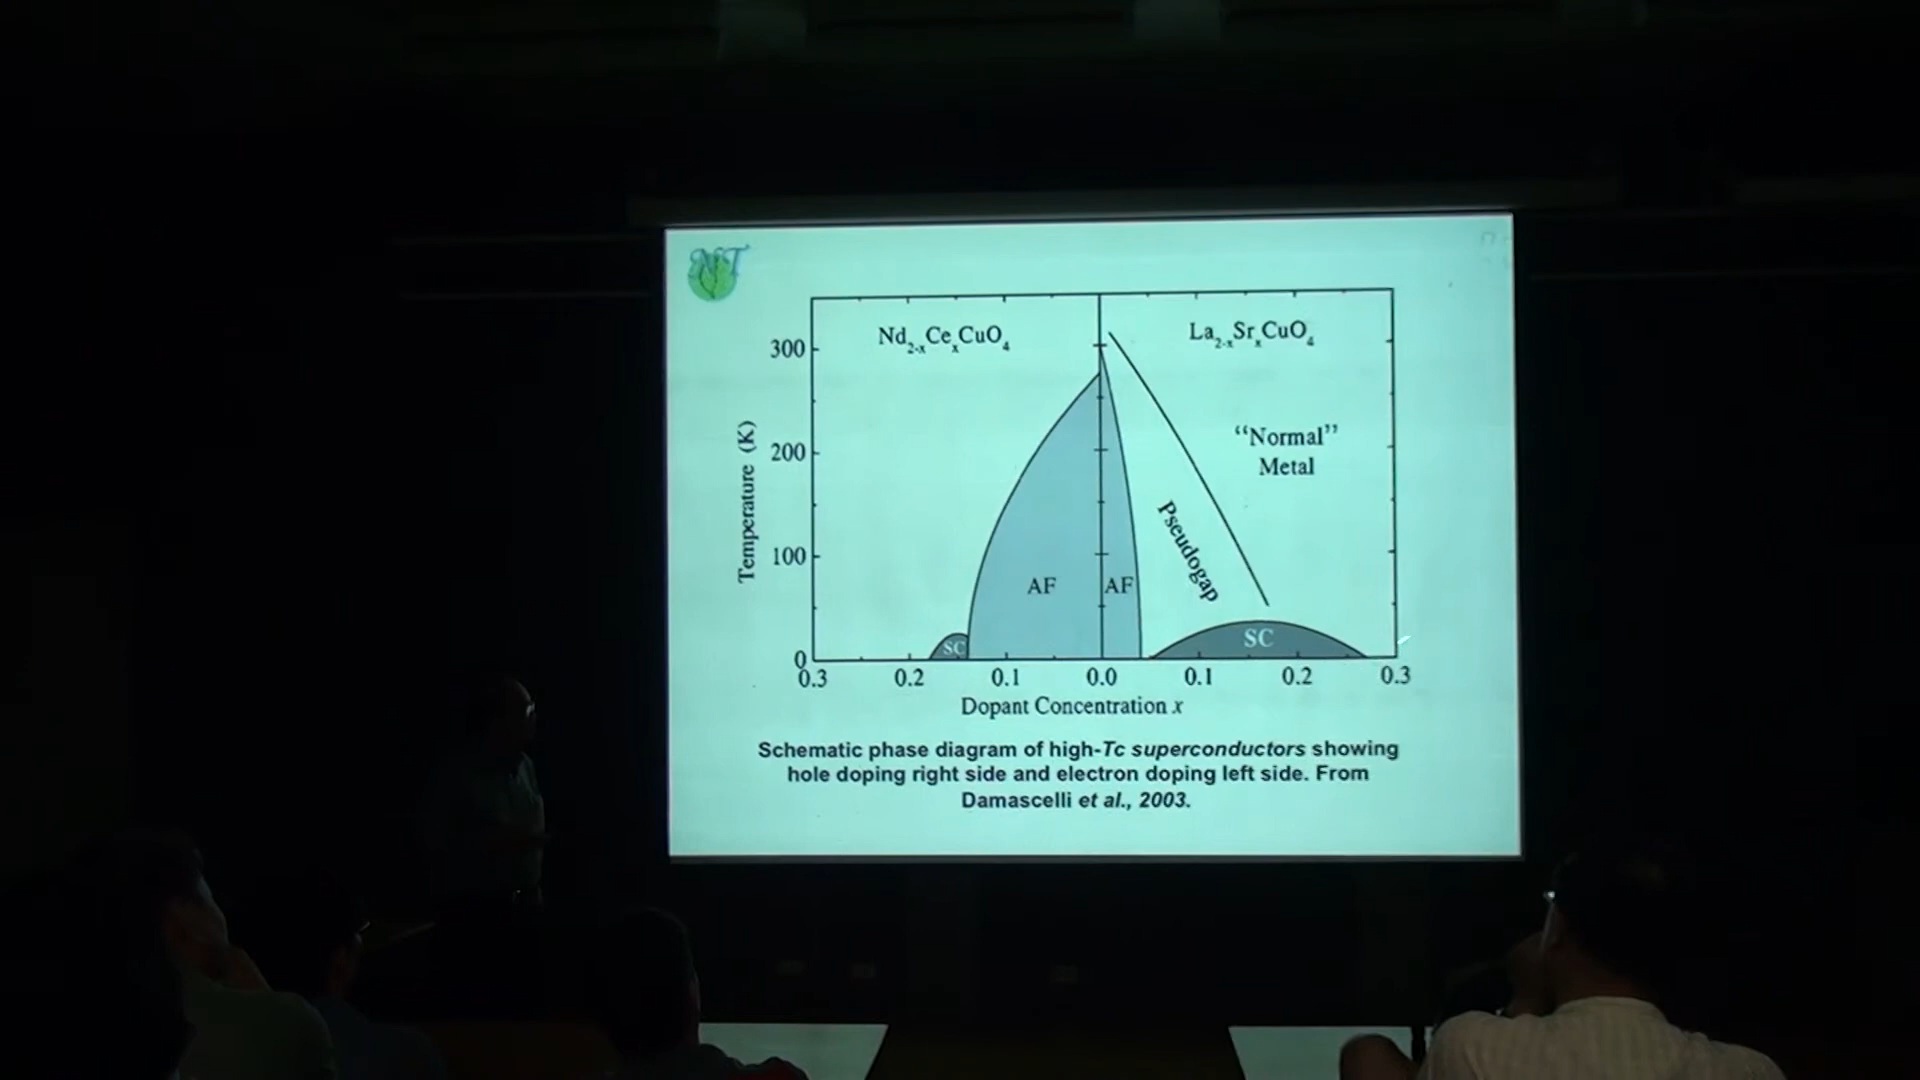 NT
Nd2-xCexCuO4
La2-xSrxCuO4
300
200
100
0
Temperature (K)
"Normal"
Metal
Pseudogap
AF
AF
SC
SC
0.3
0.2
0.1
0.0
0.1
0.2
0.3
Dopant Concentration x
Schematic phase diagram of high-Tc superconductors showing
hole doping right side and electron doping left side. From
Damascelli et al., 2003.